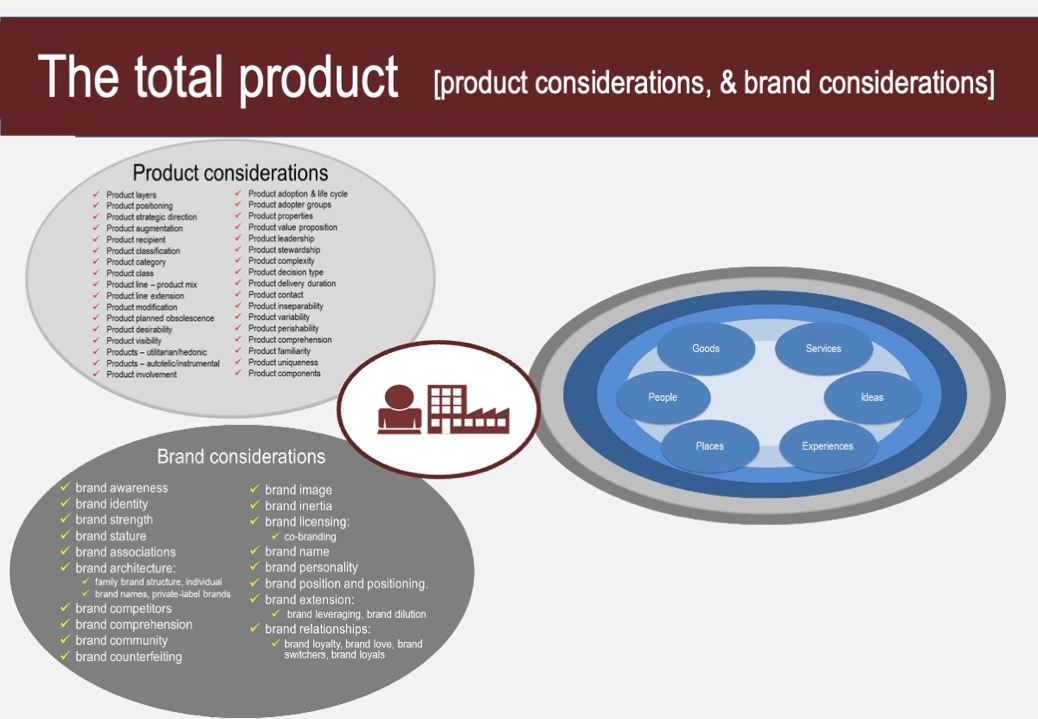 The total product [product considerations, & brand considerations]
Product considerations
Product layers
Product positioning
Product strategic direction
Product augmentation
Product recipient
Product classification
Product category
Product class
Product line – product mix
Product line extension
Product modification
Product planned obsolescence
Product desirability
Product visibility
Products – utilitarian/hedonic
Products – autotelic/instrumental
Product involvement
Product adoption & life cycle
Product adopter groups
Product properties
Product value proposition
Product leadership
Product stewardship
Product complexity
Product decision type
Product delivery duration
Product contact
Product inseparability
Product variability
Product perishability
Product comprehension
Product familiarity
Product uniqueness
Product components
Brand considerations
brand awareness
brand identity
brand strength
brand stature
brand associations
brand architecture:
family brand structure, individual
brand names, private-label brands
brand competitors
brand comprehension
brand community
brand counterfeiting
brand image
brand inertia
brand licensing:
co-branding
brand name
brand personality
brand position and positioning.
brand extension:
brand leveraging, brand dilution
brand relationships:
brand loyalty, brand love, brand
switchers, brand loyals
Goods
Services
People
Ideas
Places
Experiences